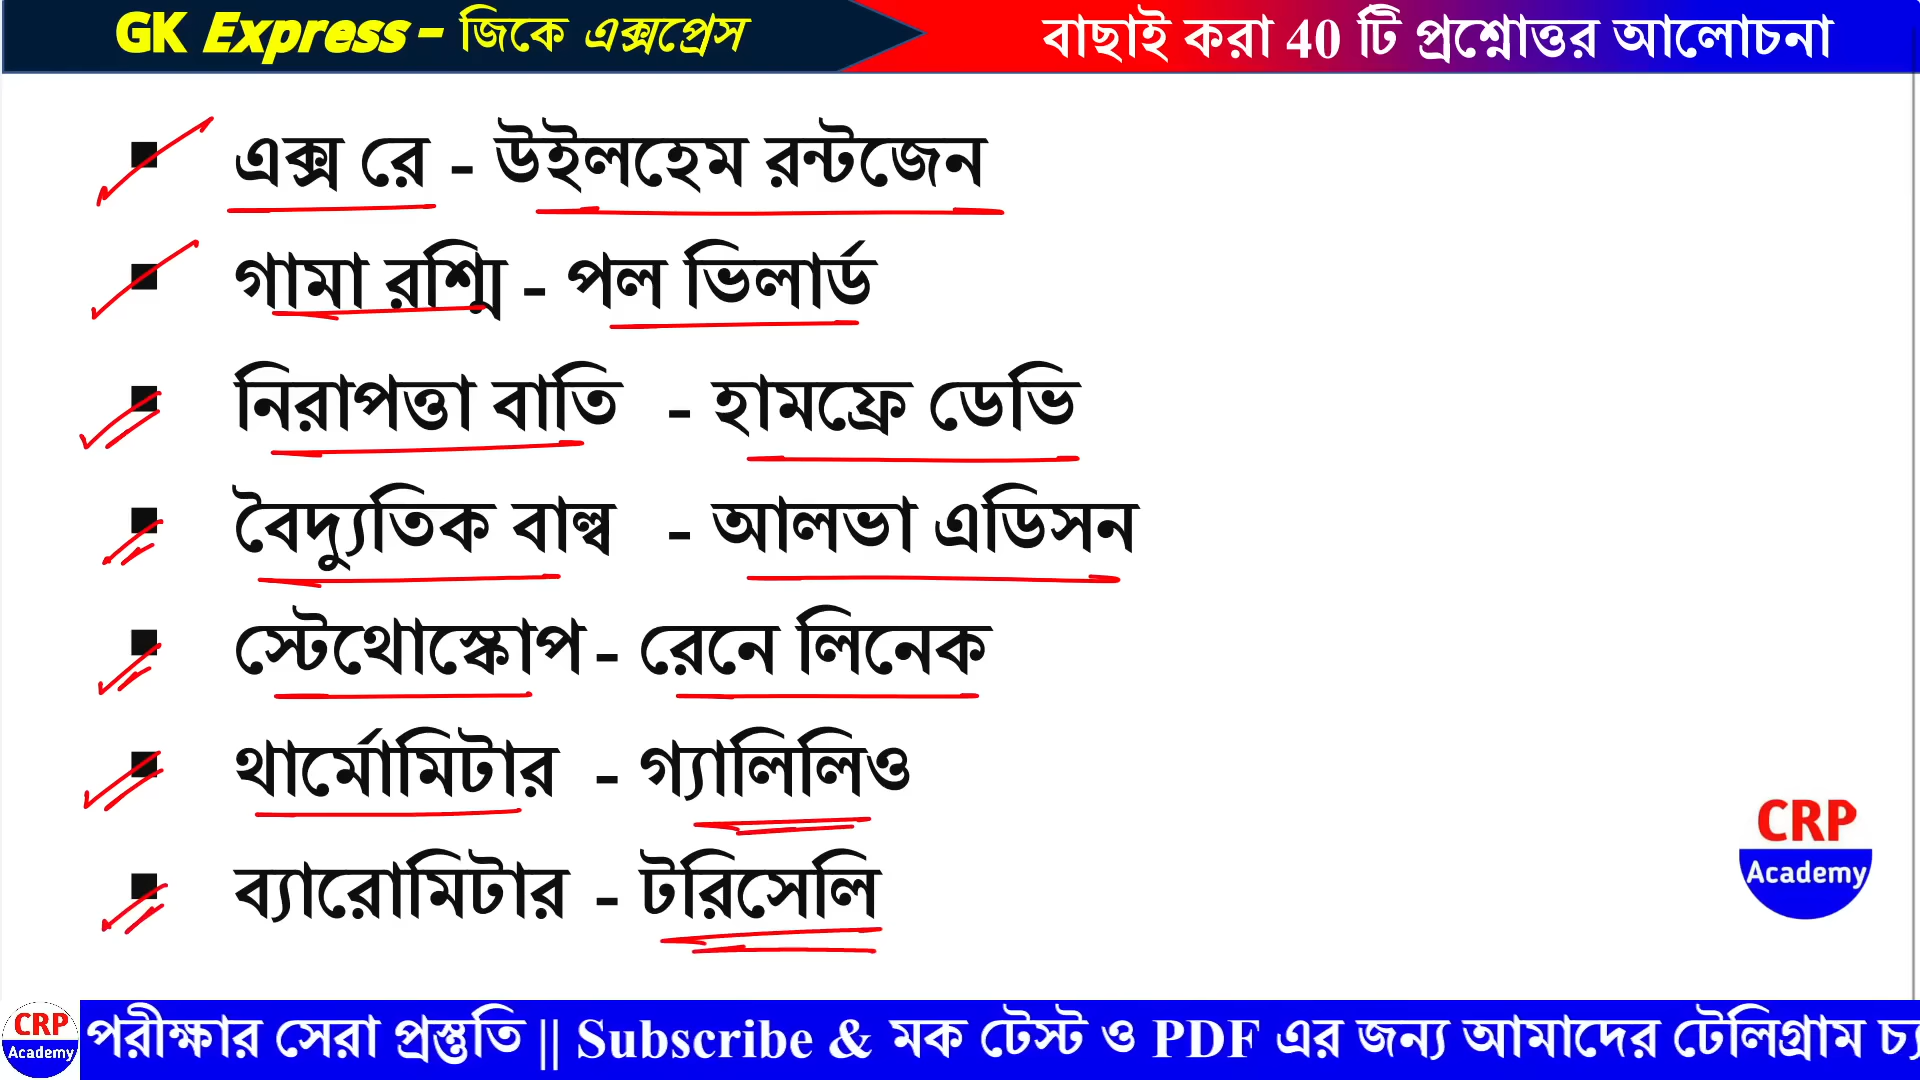 GK Express – জিকে এক্সপ্রেস
বাছাই করা 40 টি প্রশ্নোত্তর আলোচনা
▪ এক্স রে - উইলহেম রন্টজেন
▪ গামা রশ্মি - পল ভিলার্ড
▪ নিরাপত্তা বাতি - হামফ্রে ডেভি
▪ বৈদ্যুতিক বাল্ব - আলভা এডিসন
▪ স্টেথোস্কোপ - রেনে লিনেক
▪ থার্মোমিটার - গ্যালিলিও
▪ ব্যারোমিটার - টরিসেলি
CRP
Academy
CRP
Academy
পরীক্ষার সেরা প্রস্তুতি || Subscribe & মক টেস্ট ও PDF এর জন্য আমাদের টেলিগ্রাম